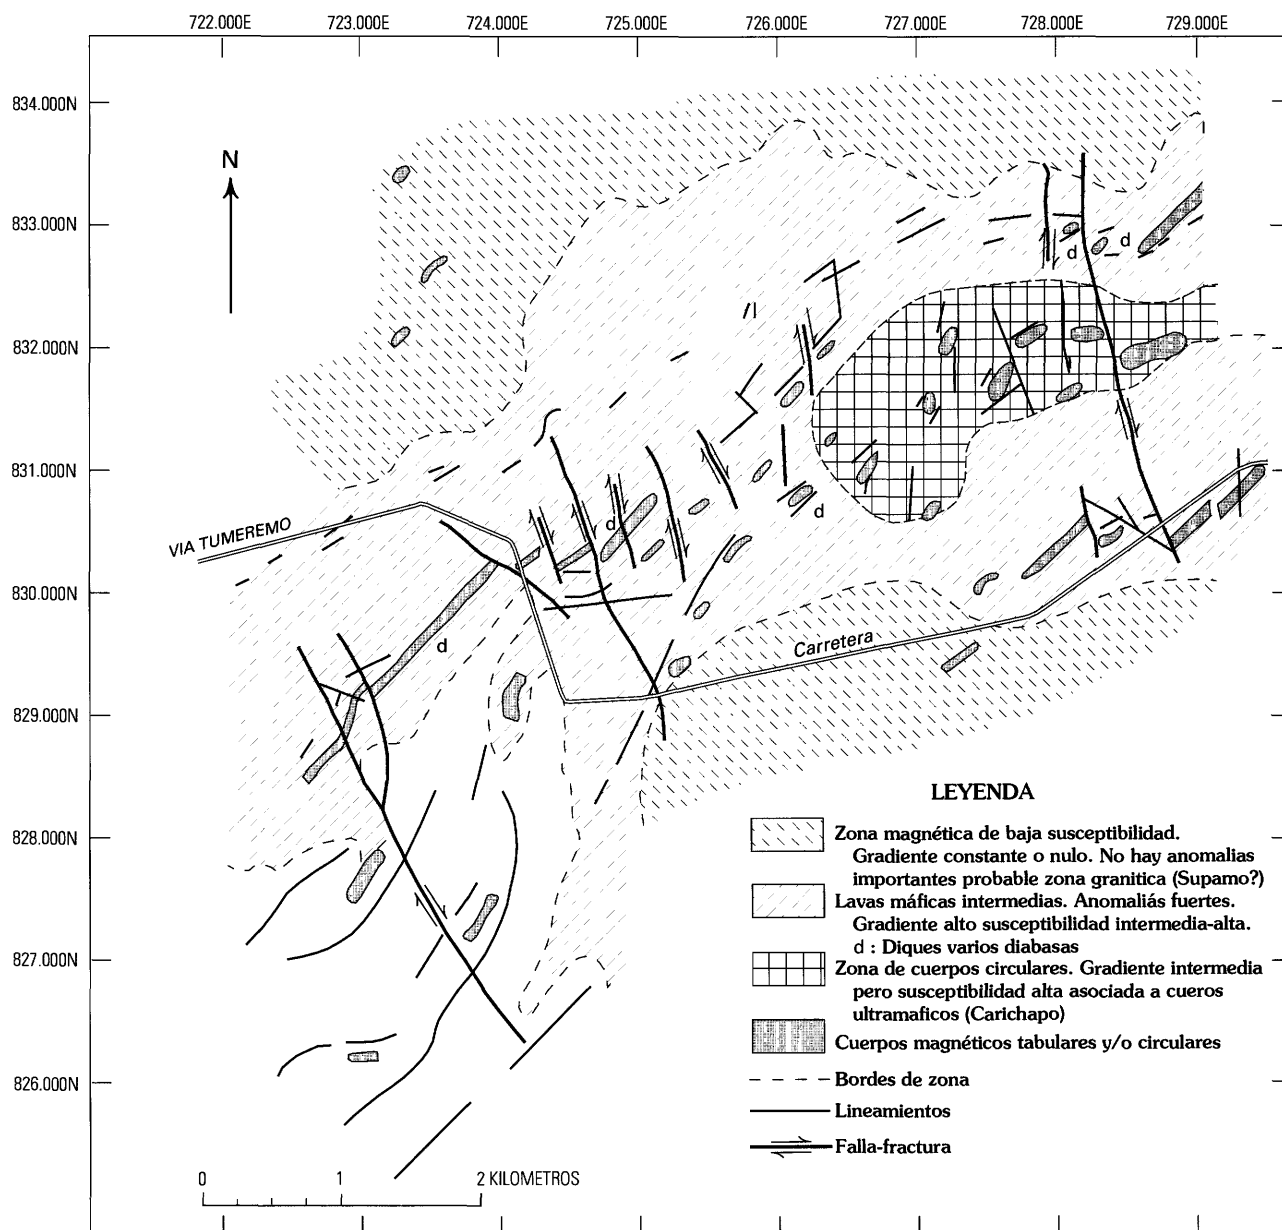 722.000E 723.000E 724.000E 725.000E 726.000E 727.000E 728.000E 729.000E
834.000N
N
833.000N
d d
832.000N
831.000N
d
d
VIA TUMEREMO
830.000N
d
Carretera
829.000N
LEYENDA
828.000N
Zona magnética de baja susceptibilidad.
Gradiente constante o nulo. No hay anomalias
importantes probable zona granitica (Supamo?)
Lavas máficas intermedias. Anomaliás fuertes.
Gradiente alto susceptibilidad intermedia-alta.
d : Diques varios diabasas
827.000N
Zona de cuerpos circulares. Gradiente intermedia
pero susceptibilidad alta asociada a cueros
ultramaficos (Carichapo)
Cuerpos magnéticos tabulares y/o circulares
826.000N
Bordes de zona
Lineamientos
Falla-fractura
0 1 2 KILOMETROS